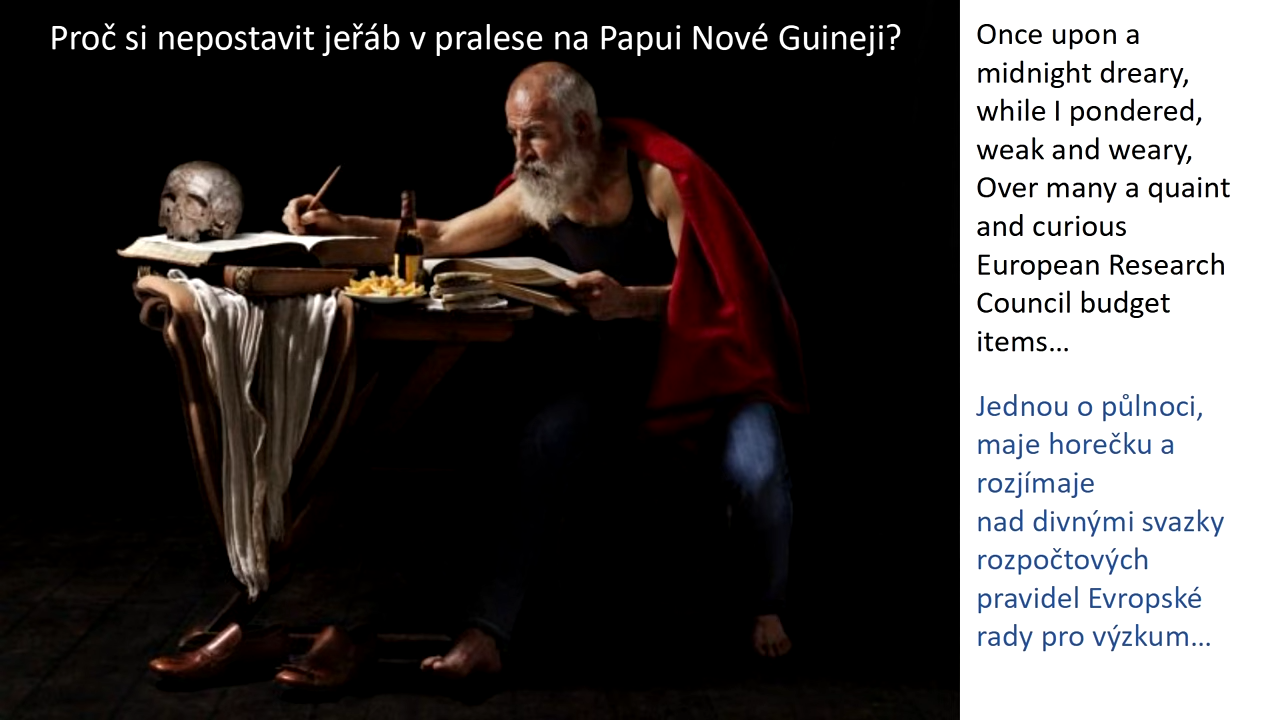 Proč si nepostavit jeřáb v pralese na Papui Nové Guineji?
Once upon a
midnight dreary,
while I pondered,
weak and weary,
Over many a quaint
and curious
European Research
Council budget
items…
Jednou o půlnoci,
maje horečku a
rozjímaje
nad divnými svazky
rozpočtových
pravidel Evropské
rady pro výzkum…